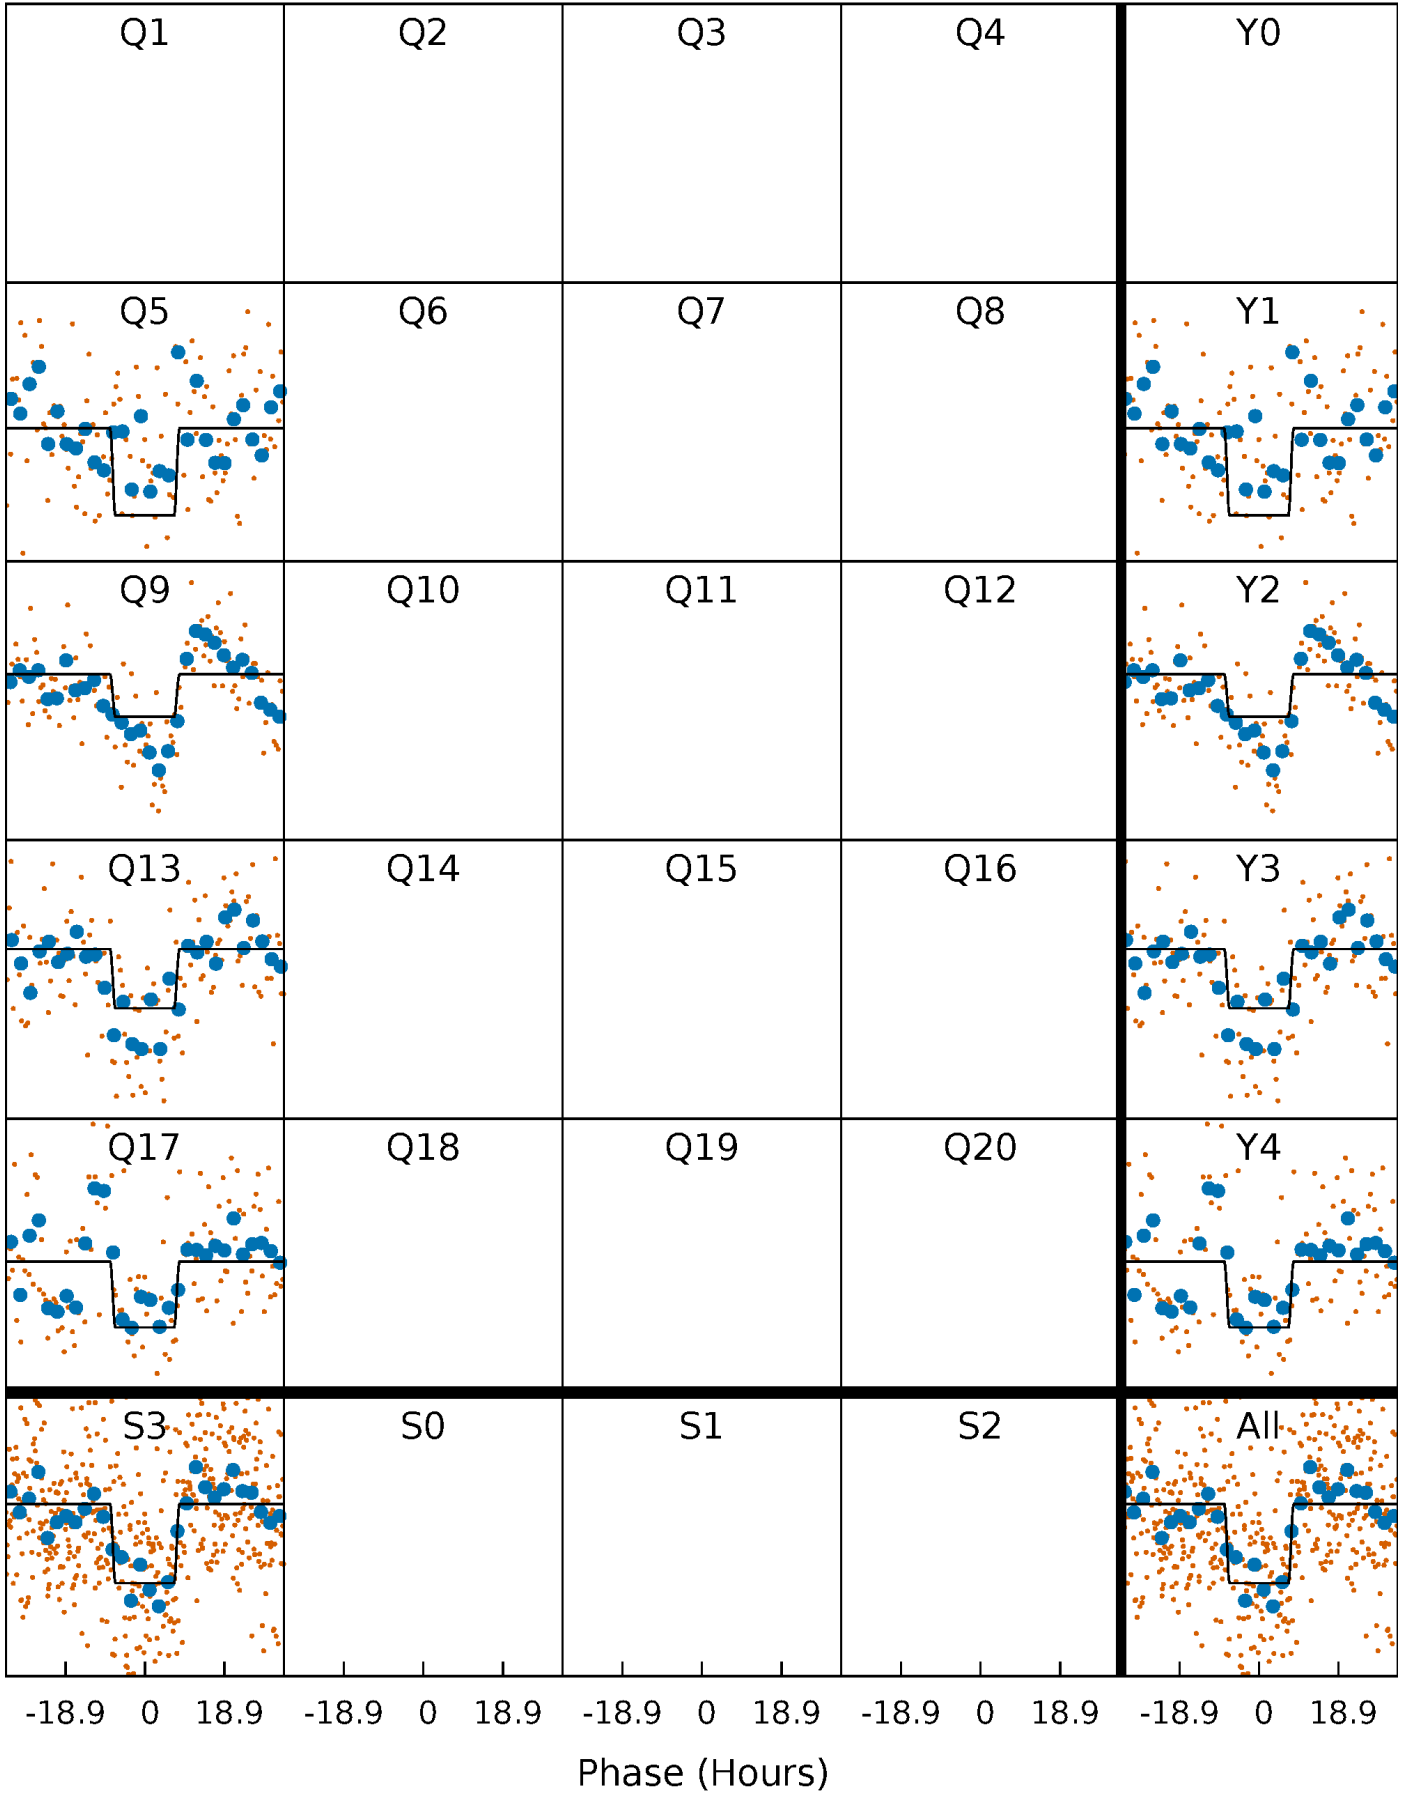 Q1 Q2 Q3 Q4 Y0
Q5 Q6 Q7 Q8 Y1
Q9 Q10 Q11 Q12 Y2
Q13 Q14 Q15 Q16 Y3
Q17 Q18 Q19 Q20 Y4
S3 S0 S1 S2 All
-18.9 0 18.9 -18.9 0 18.9 -18.9 0 18.9 -18.9 0 18.9 -18.9 0 18.9
Phase (Hours)